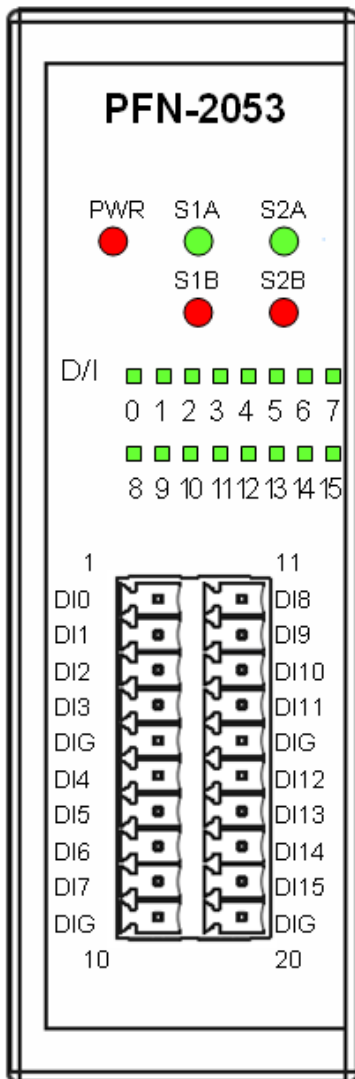 PFN-2053
PWR S1A S2A
S1B S2B
D/I
0 1 2 3 4 5 6 7
8 9 10 11 12 13 14 15
1 11
DI0 DI8
DI1 DI9
DI2 DI10
DI3 DI11
DIG DIG
DI4 DI12
DI5 DI13
DI6 DI14
DI7 DI15
DIG DIG
10 20